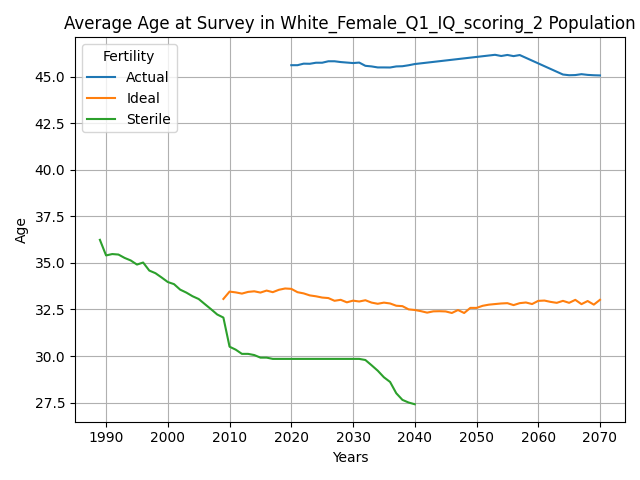 Average Age at Survey in White_Female_Q1_IQ_scoring_2 Population
Fertility
Actual
Ideal
Sterile
45.0
42.5
40.0
37.5
35.0
32.5
30.0
27.5
Age
1990 2000 2010 2020 2030 2040 2050 2060 2070
Years